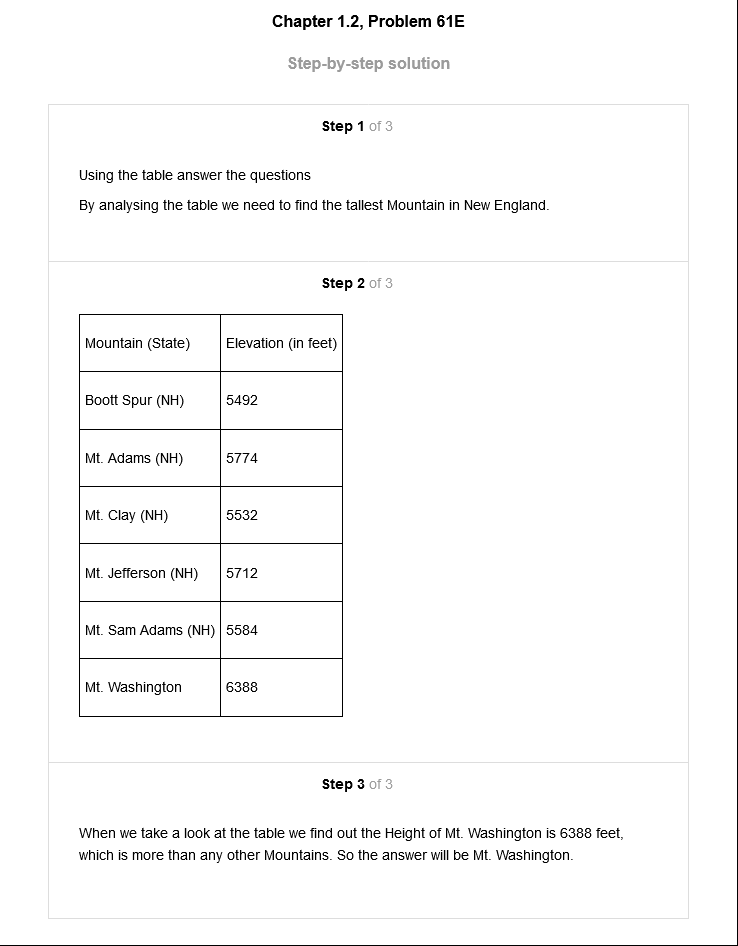 Chapter 1.2, Problem 61E
Step-by-step solution
Step 1 of 3
Using the table answer the questions
By analysing the table we need to find the tallest Mountain in New England.
Step 2 of 3
Mountain (State) Elevation (in feet)
Boott Spur (NH) 5492
Mt. Adams (NH) 5774
Mt. Clay (NH) 5532
Mt. Jefferson (NH) 5712
Mt. Sam Adams (NH) 5584
Mt. Washington 6388
Step 3 of 3
When we take a look at the table we find out the Height of Mt. Washington is 6388 feet,
which is more than any other Mountains. So the answer will be Mt. Washington.